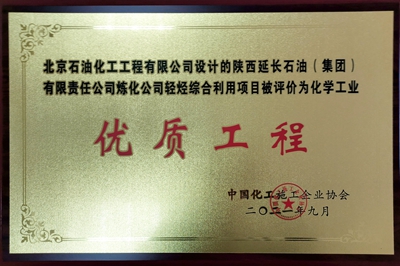 北京石油化工工程有限公司设计的陕西延长石油（集团）
有限责任公司炼化公司轻烃综合利用项目被评价为化学工业
优质工程
中国化工施工企业协会
二〇二一年九月